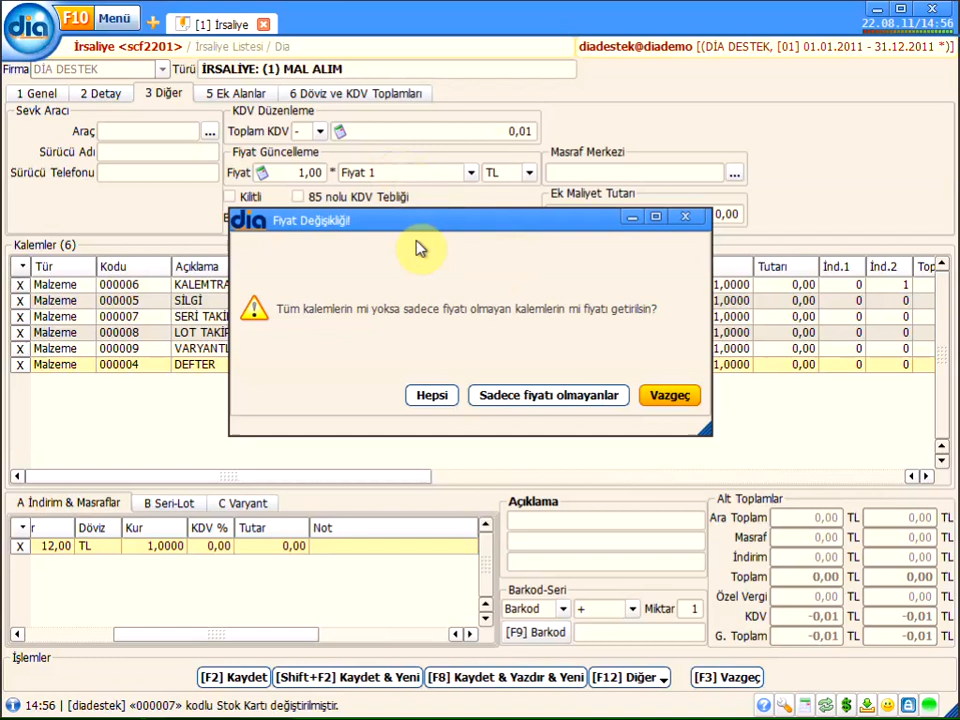 dia F10 Menü + [1] İrsaliye
22.08.11/14:56
İrsaliye <scf2201> / İrsaliye Listesi / Dia
diadestek@diademo [(DİA DESTEK, [01] 01.01.2011 - 31.12.2011 *)]
Firma DİA DESTEK Türü İRSALİYE: (1) MAL ALIM
1 Genel 2 Detay 3 Diğer 5 Ek Alanlar 6 Döviz ve KDV Toplamları
Sevk Aracı KDV Düzenleme
Araç ... Toplam KDV - 0,01
Sürücü Adı Fiyat Güncelleme Masraf Merkezi
Sürücü Telefonu Fiyat 1,00 * Fiyat 1 TL ...
Kilitli 85 nolu KDV Tebliği Ek Maliyet Tutarı
0,00
dia Fiyat Değişikliği!
Tüm kalemlerin mi yoksa sadece fiyatı olmayan kalemlerin mi fiyatı getirilsin?
Hepsi Sadece fiyatı olmayanlar Vazgeç
Kalemler (6)
Tür Kodu Açıklama Tutarı İnd.1 İnd.2 Top
X Malzeme 000006 KALEMTRA 1,0000 0,00 0 1
X Malzeme 000005 SİLGİ 1,0000 0,00 0 0
X Malzeme 000007 SERİ TAKİ 1,0000 0,00 0 0
X Malzeme 000008 LOT TAKİP 1,0000 0,00 0 0
X Malzeme 000009 VARYANTL 1,0000 0,00 0 0
X Malzeme 000004 DEFTER 1,0000 0,00 0 0
A İndirim & Masraflar B Seri-Lot C Varyant
r Döviz Kur KDV % Tutar Not
X 12,00 TL 1,0000 0,00 0,00
Açıklama
Barkod-Seri
Barkod + Miktar 1
[F9] Barkod
Alt Toplamlar
Ara Toplam 0,00 TL 0,00 TL
Masraf 0,00 TL 0,00 TL
İndirim 0,00 TL 0,00 TL
Toplam 0,00 TL 0,00 TL
Özel Vergi 0,00 TL 0,00 TL
KDV -0,01 TL -0,01 TL
G. Toplam -0,01 TL -0,01 TL
İşlemler
[F2] Kaydet [Shift+F2] Kaydet & Yeni [F8] Kaydet & Yazdır & Yeni [F12] Diğer [F3] Vazgeç
14:56 | [diadestek] «000007» kodlu Stok Kartı değiştirilmiştir.